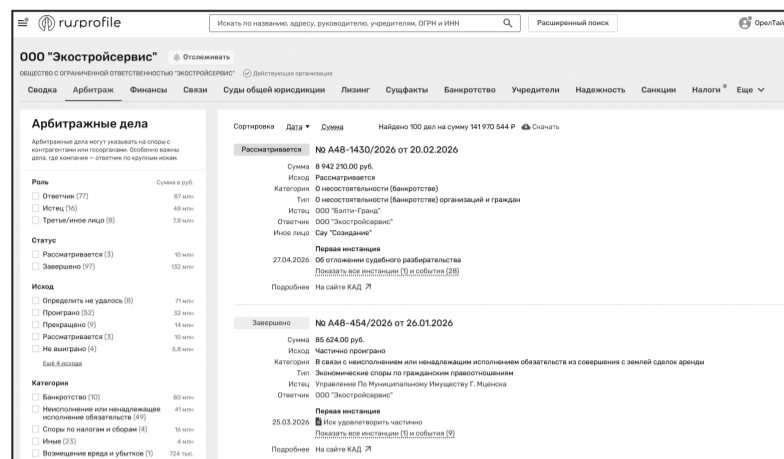 rusprofile
Искать по названию, адресу, руководителю, учредителям, ОГРН и ИНН
Расширенный поиск
ОрелТай
ООО "Экостройсервис"
Отслеживать
ОБЩЕСТВО С ОГРАНИЧЕННОЙ ОТВЕТСТВЕННОСТЬЮ "ЭКОСТРОЙСЕРВИС" Действующая организация
Сводка Арбитраж Финансы Связи Суды общей юрисдикции Лизинг Сущфакты Банкротство Учредители Надежность Санкции Налоги Еще
Арбитражные дела
Арбитражные дела могут указывать на споры с
контрагентами или госорганами. Особенно важны
дела, где компания — ответчик по крупным искам.
Роль Сумма в руб.
Ответчик (77) 87 млн
Истец (16) 48 млн
Третье/иное лицо (8) 7.8 млн
Статус
Рассматривается (3) 10 млн
Завершено (97) 132 млн
Исход
Определить не удалось (8) 71 млн
Проиграно (52) 32 млн
Прекращено (9) 14 млн
Рассматривается (3) 10 млн
Не выиграно (4) 5.8 млн
Ещё 4 исхода
Категория
Банкротство (10) 80 млн
Неисполнение или ненадлежащее 41 млн
исполнение обязательств (49)
Споры по налогам и сборам (4) 16 млн
Иные (23) 4 млн
Возмещение вреда и убытков (1) 724 тыс.
Сортировка Дата Сумма Найдено 100 дел на сумму 141 970 544 ₽ Скачать
Рассматривается № А48-1430/2026 от 20.02.2026
Сумма 8 942 210,00 руб.
Исход Рассматривается
Категория О несостоятельности (банкротстве)
Тип О несостоятельности (банкротстве) организаций и граждан
Истец ООО "Балти-Гранд"
Ответчик ООО "Экостройсервис"
Иное лицо Сау "Созидание"
Первая инстанция
27.04.2026 Об отложении судебного разбирательства
Показать все инстанции (1) и события (28)
Подробнее На сайте КАД
Завершено № А48-454/2026 от 26.01.2026
Сумма 85 624,00 руб.
Исход Частично проиграно
Категория В связи с неисполнением или ненадлежащим исполнением обязательств из совершения с землей сделок аренды
Тип Экономические споры по гражданским правоотношениям
Истец Управление По Муниципальному Имуществу Г. Мценска
Ответчик ООО "Экостройсервис"
Первая инстанция
25.03.2026 Иск удовлетворить частично
Показать все инстанции (1) и события (9)
Подробнее На сайте КАД